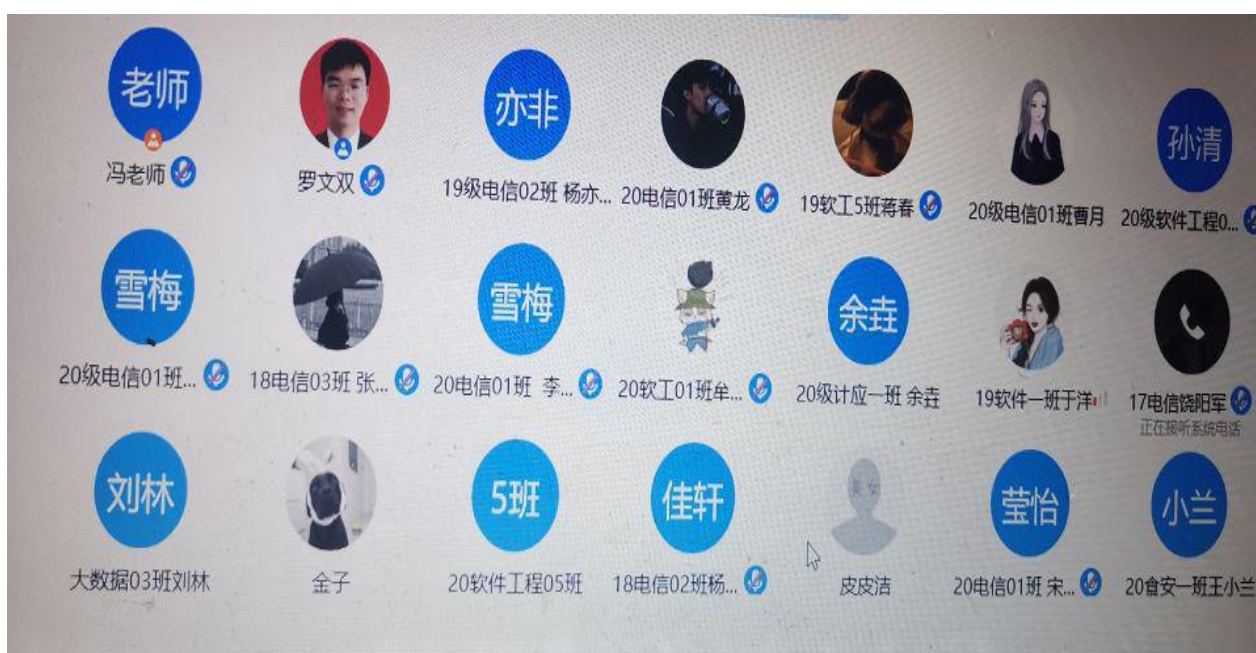 老师
冯老师
罗文双
亦非
19级电信02班 杨亦...
20电信01班黄龙
19软工5班蒋春
20级电信01班曹月
孙清
20级软件工程0...
雪梅
20级电信01班...
18电信03班 张...
雪梅
20电信01班 李...
20软工01班牟...
余垚
20级计应一班 余垚
19软件一班于洋
17电信饶阳军
正在接听系统电话
刘林
大数据03班刘林
金子
5班
20软件工程05班
佳轩
18电信02班杨...
美女
皮皮洁
莹怡
20电信01班 宋...
小兰
20食安一班王小兰